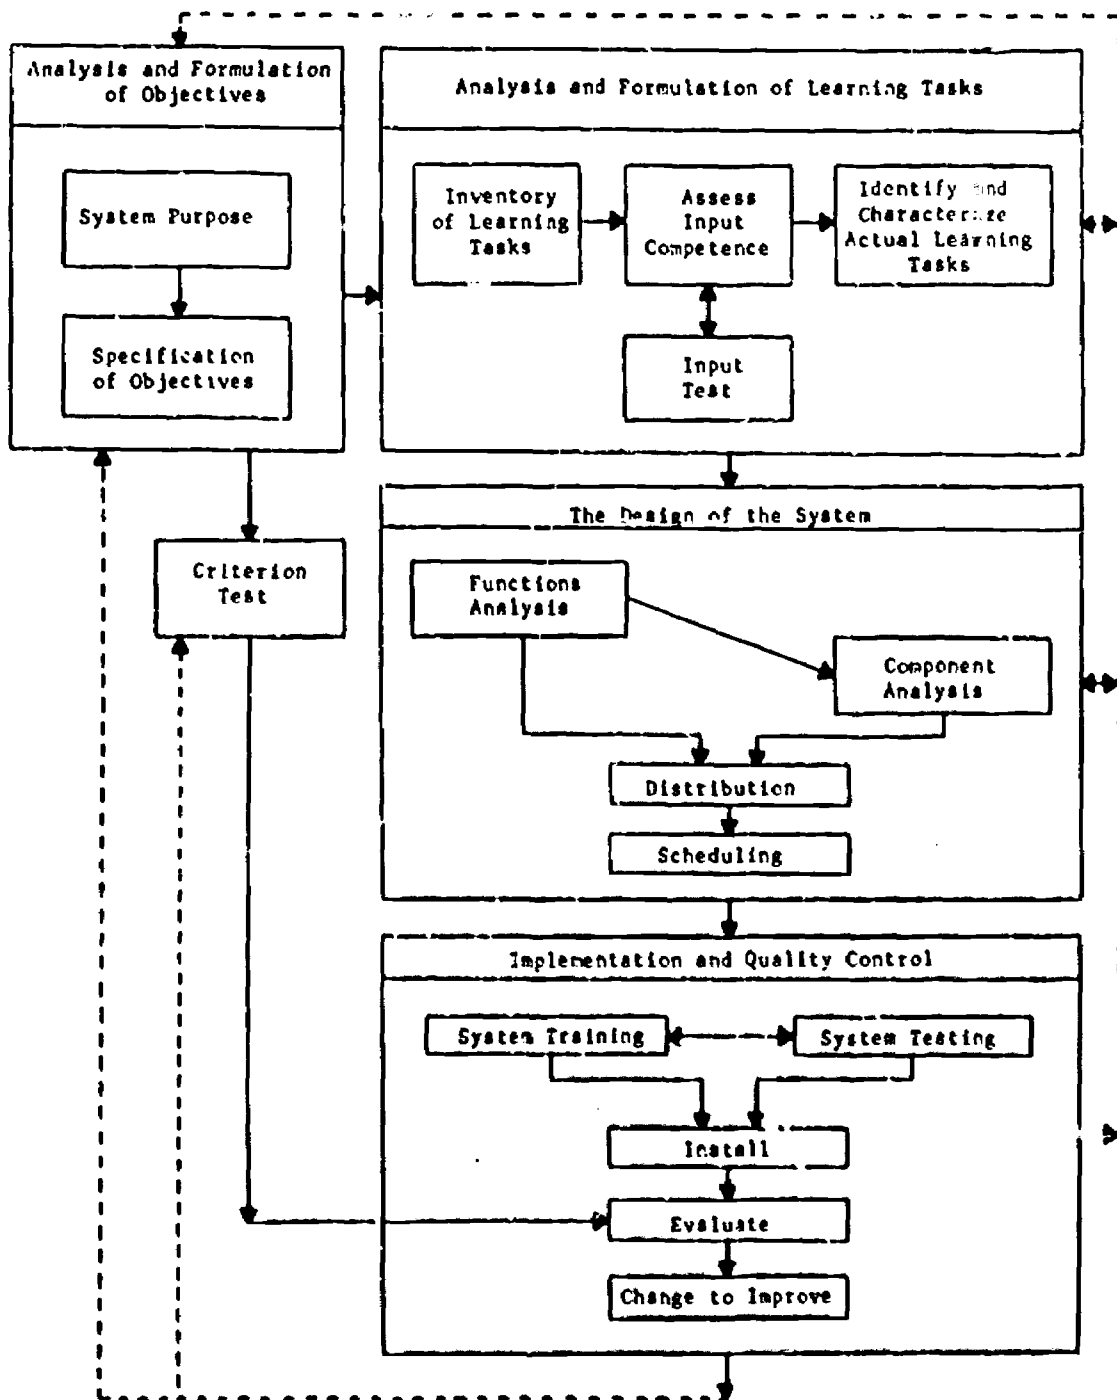 Analysis and Formulation
of Objectives
System Purpose
Specification
of Objectives
Analysis and Formulation of Learning Tasks
Inventory
of Learning
Tasks
Assess
Input
Competence
Identify and
Characterize
Actual Learning
Tasks
Input
Test
Criterion
Test
The Design of the System
Functions
Analysis
Component
Analysis
Distribution
Scheduling
Implementation and Quality Control
System Training
System Testing
Install
Evaluate
Change to Improve